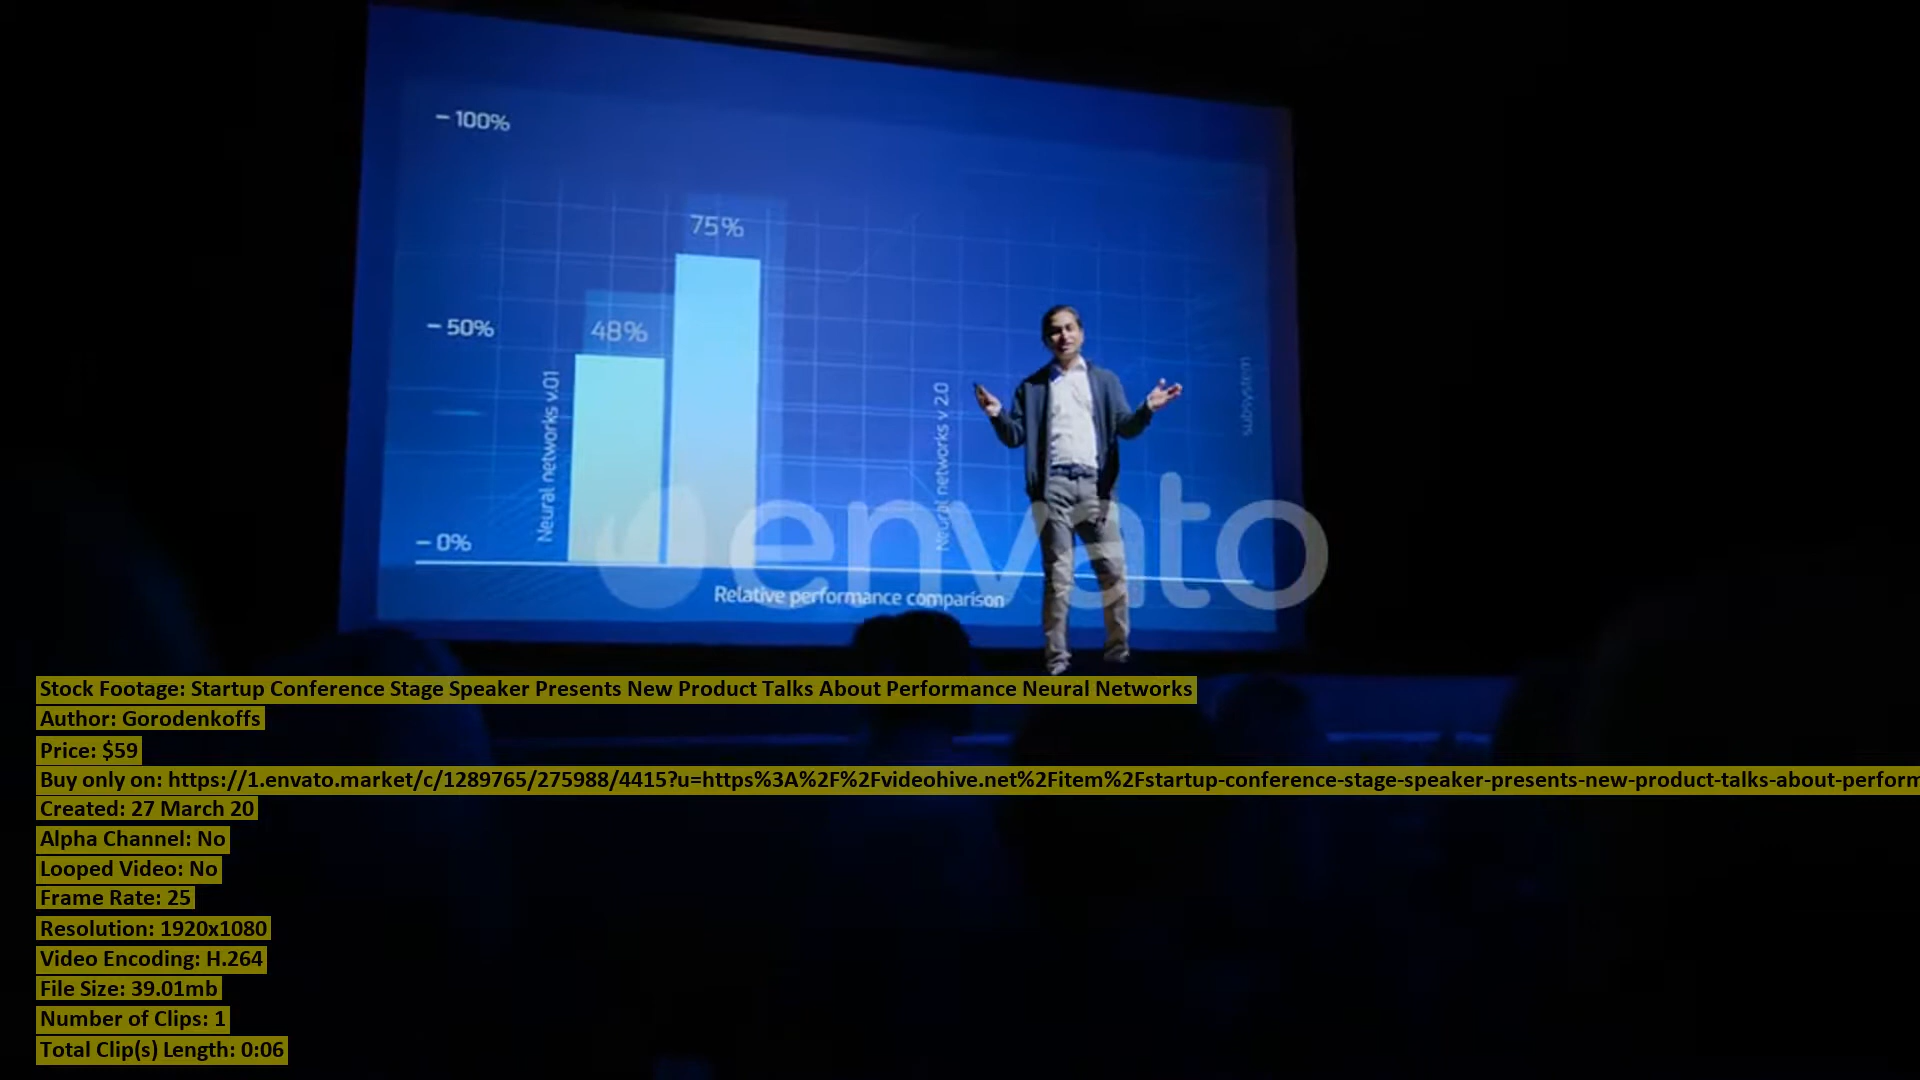 – 100%
75%
– 50%
48%
Neural networks v.01
Neural networks v 2.0
subsystem
– 0%
Relative performance comparison
envato
Stock Footage: Startup Conference Stage Speaker Presents New Product Talks About Performance Neural Networks
Author: Gorodenkoffs
Price: $59
Buy only on: https://1.envato.market/c/1289765/275988/4415?u=https%3A%2F%2Fvideohive.net%2Fitem%2Fstartup-conference-stage-speaker-presents-new-product-talks-about-perform
Created: 27 March 20
Alpha Channel: No
Looped Video: No
Frame Rate: 25
Resolution: 1920x1080
Video Encoding: H.264
File Size: 39.01mb
Number of Clips: 1
Total Clip(s) Length: 0:06